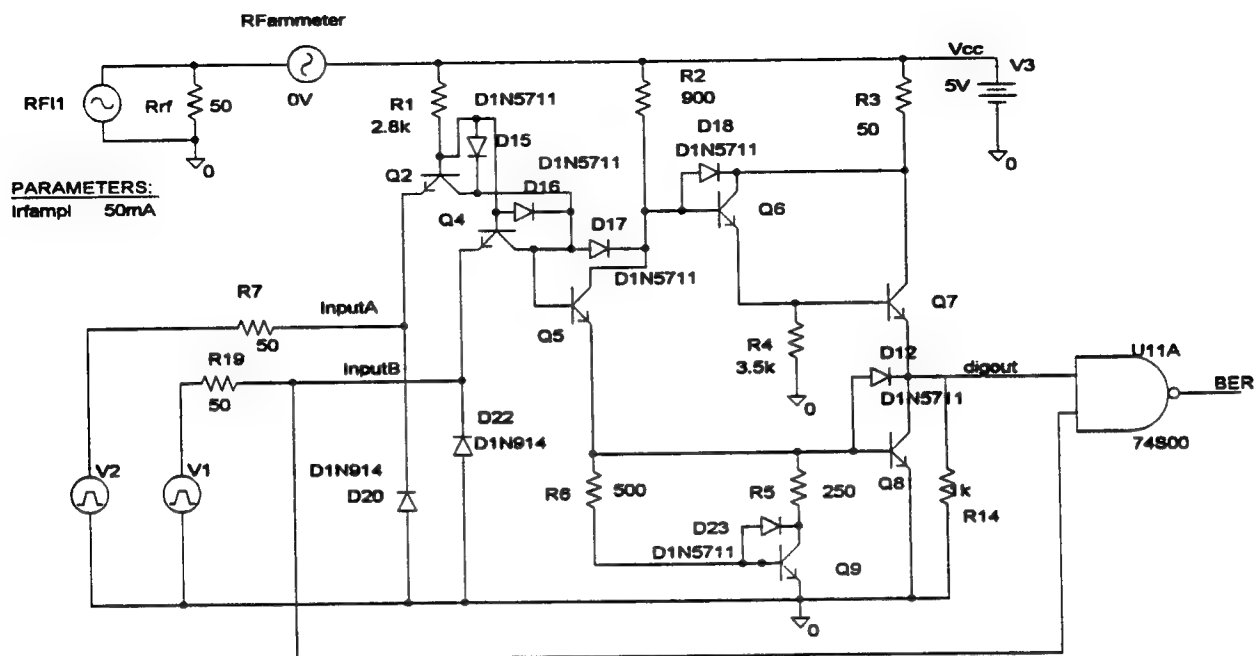 RFammeter
Vcc
V3
5V
0
RFI1
Rrf
50
0V
0
R1
2.8k
D1N5711
D15
R2
900
R3
50
D18
D1N5711
PARAMETERS:
Irfampl 50mA
Q2
D1N5711
D16
Q4
D17
D1N5711
Q6
R7
50
InputA
Q5
Q7
R19
50
InputB
R4
3.5k
0
D12
D1N5711
digout
U11A
BER
74S00
D22
D1N914
V2
V1
D1N914
D20
R6
500
R5
250
Q8
1k
R14
D23
D1N5711
Q9
0